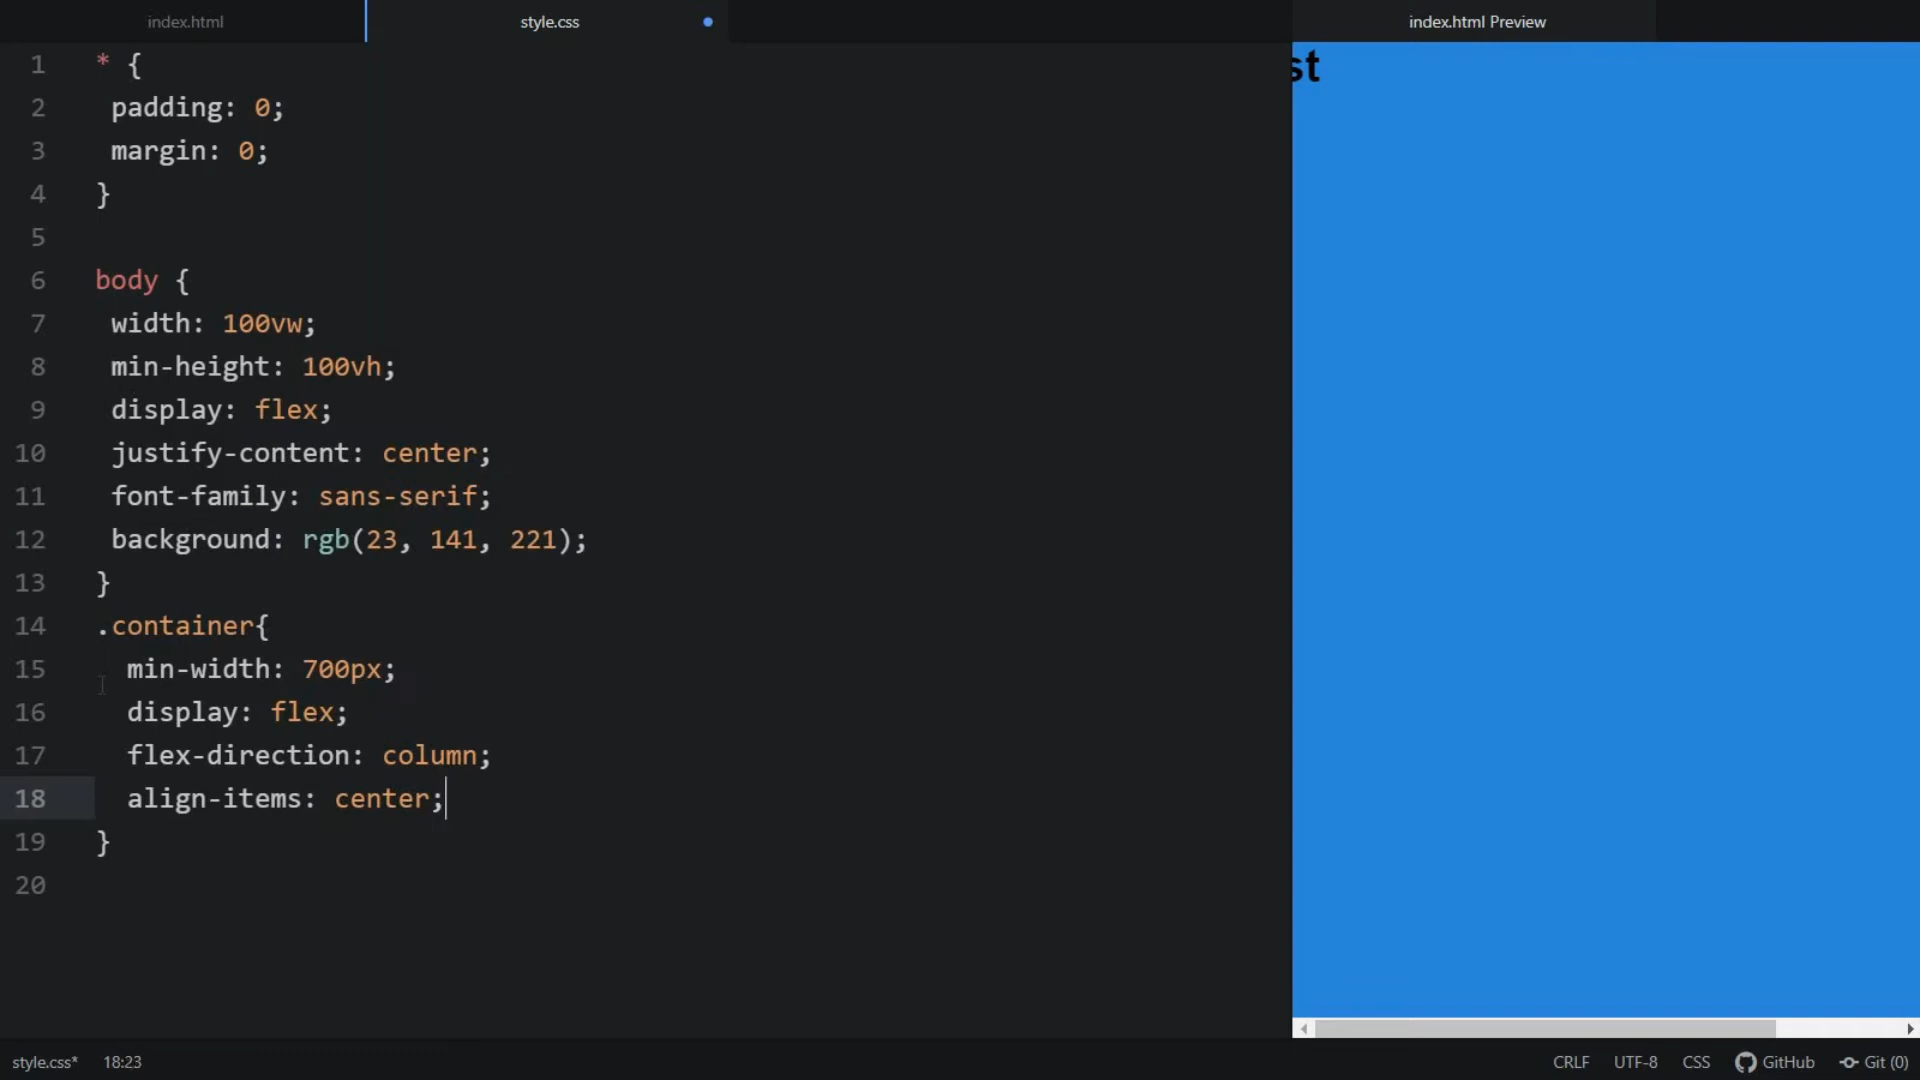 index.html
style.css
index.html Preview
1 * {
2 padding: 0;
3 margin: 0;
4 }
5
6 body {
7 width: 100vw;
8 min-height: 100vh;
9 display: flex;
10 justify-content: center;
11 font-family: sans-serif;
12 background: rgb(23, 141, 221);
13 }
14 .container{
15 min-width: 700px;
16 display: flex;
17 flex-direction: column;
18 align-items: center;
19 }
20
st
style.css* 18:23
CRLF UTF-8 CSS GitHub Git (0)